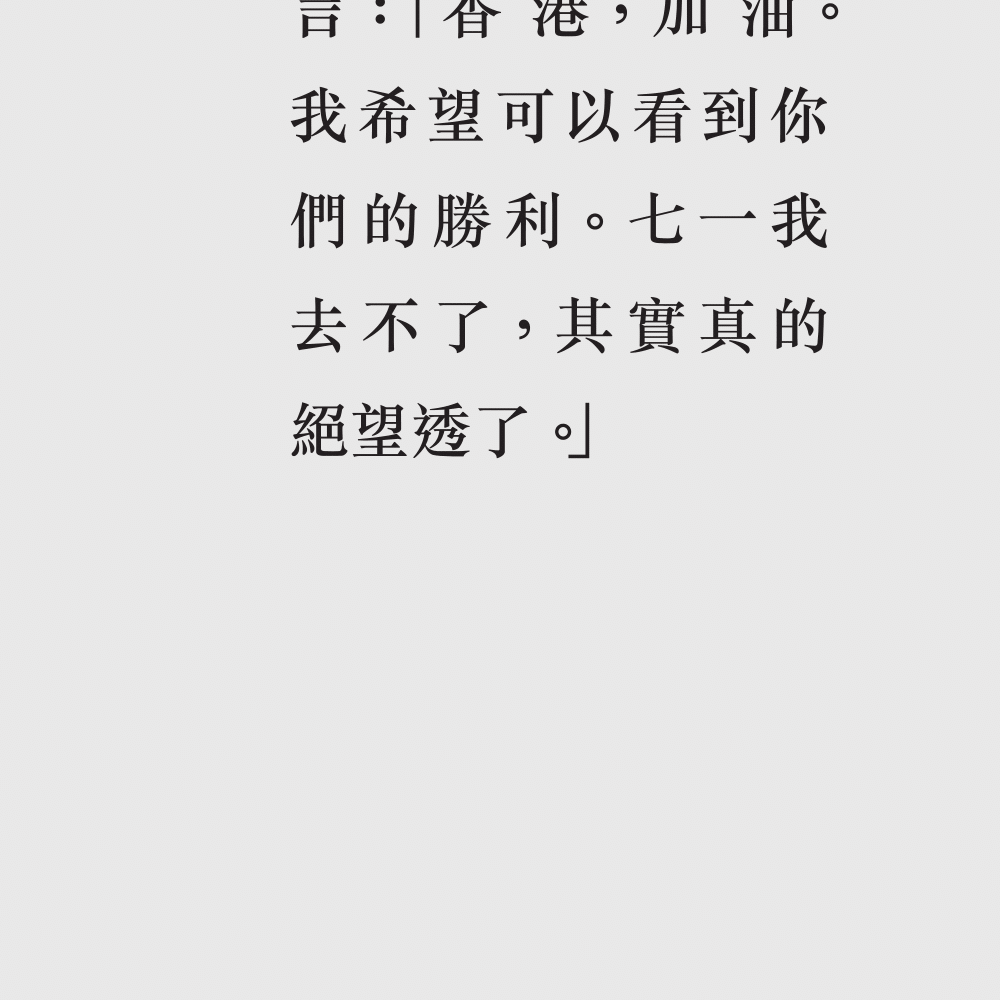 言：「香港，加油。
我希望可以看到你
們的勝利。七一我
去不了，其實真的
絕望透了。」